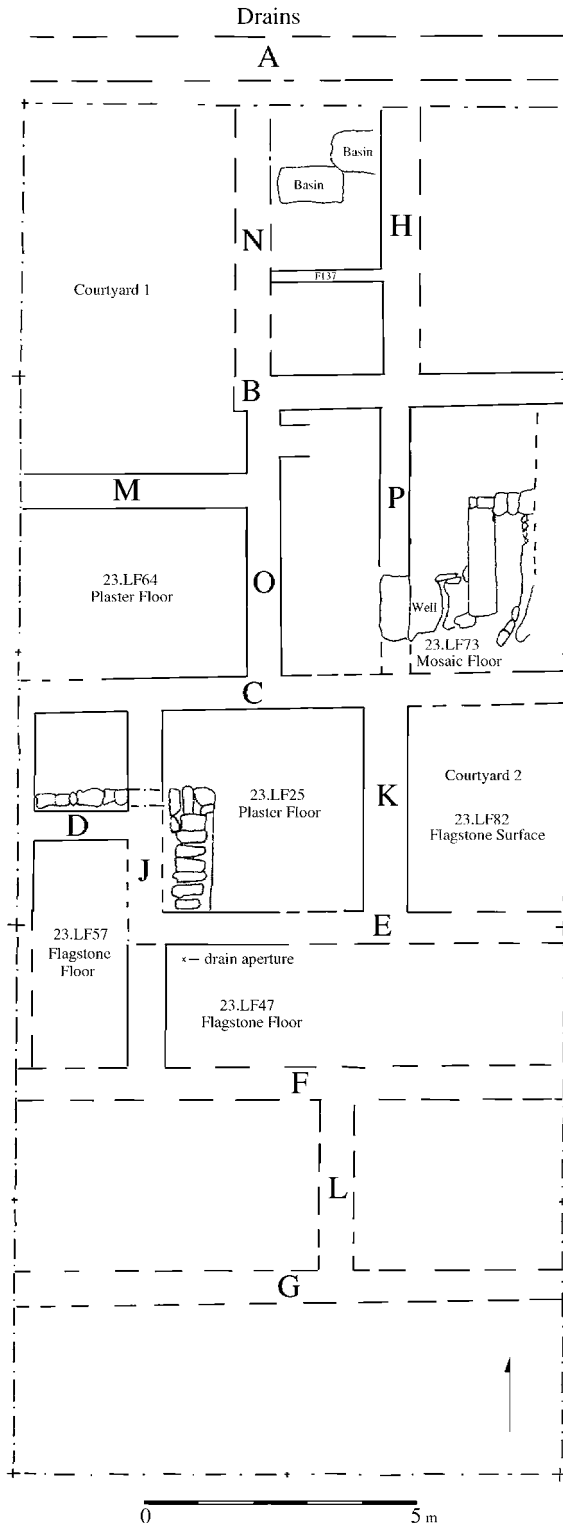 Drains
A
Basin
Basin
N
H
F137
Courtyard 1
B
M
P
23.LF64
Plaster Floor
O
Well
23.LF73
Mosaic Floor
C
23.LF25
Plaster Floor
K
Courtyard 2
23.LF82
Flagstone Surface
D
J
E
23.LF57
Flagstone
Floor
×– drain aperture
23.LF47
Flagstone Floor
F
L
G
0
5 m